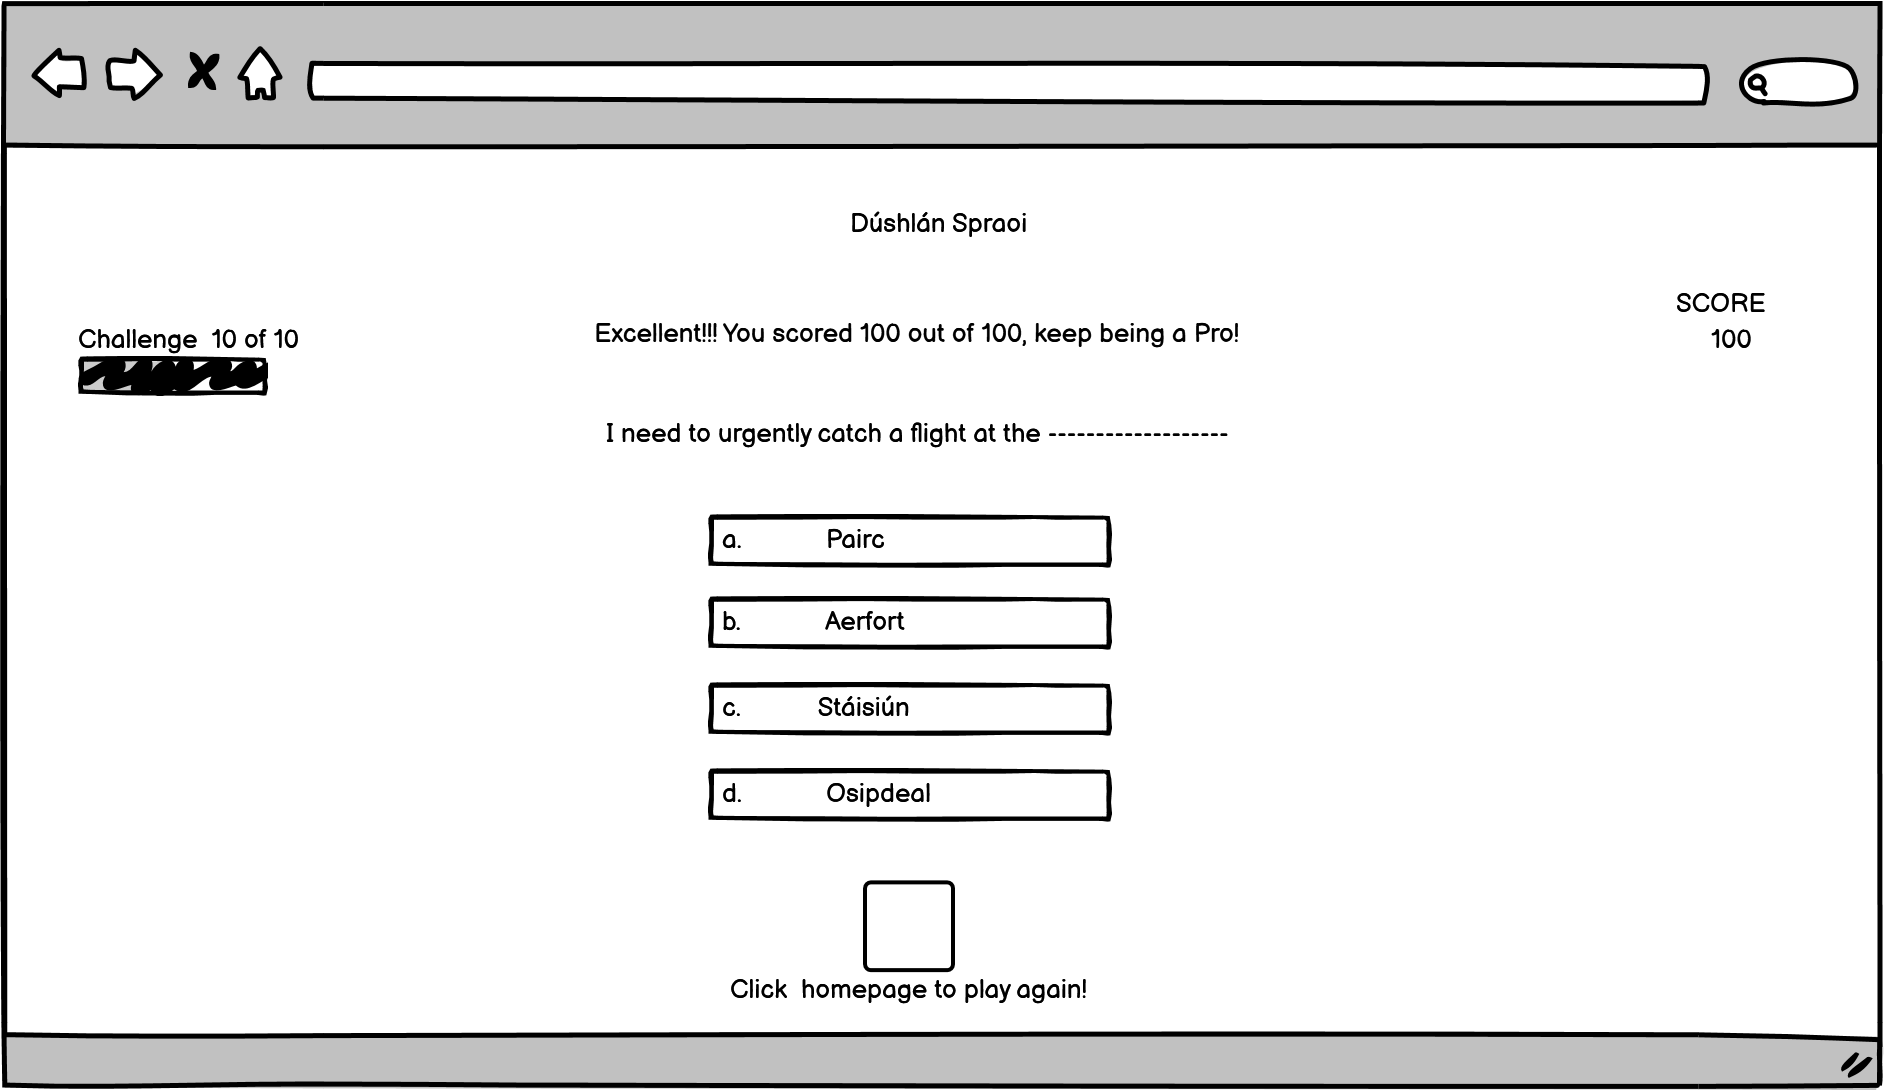 Dúshlán Spraoi
SCORE
100
Challenge 10 of 10
Excellent!!! You scored 100 out of 100, keep being a Pro!
I need to urgently catch a flight at the -------------------
a. Pairc
b. Aerfort
c. Stáisiún
d. Osipdeal
Click homepage to play again!